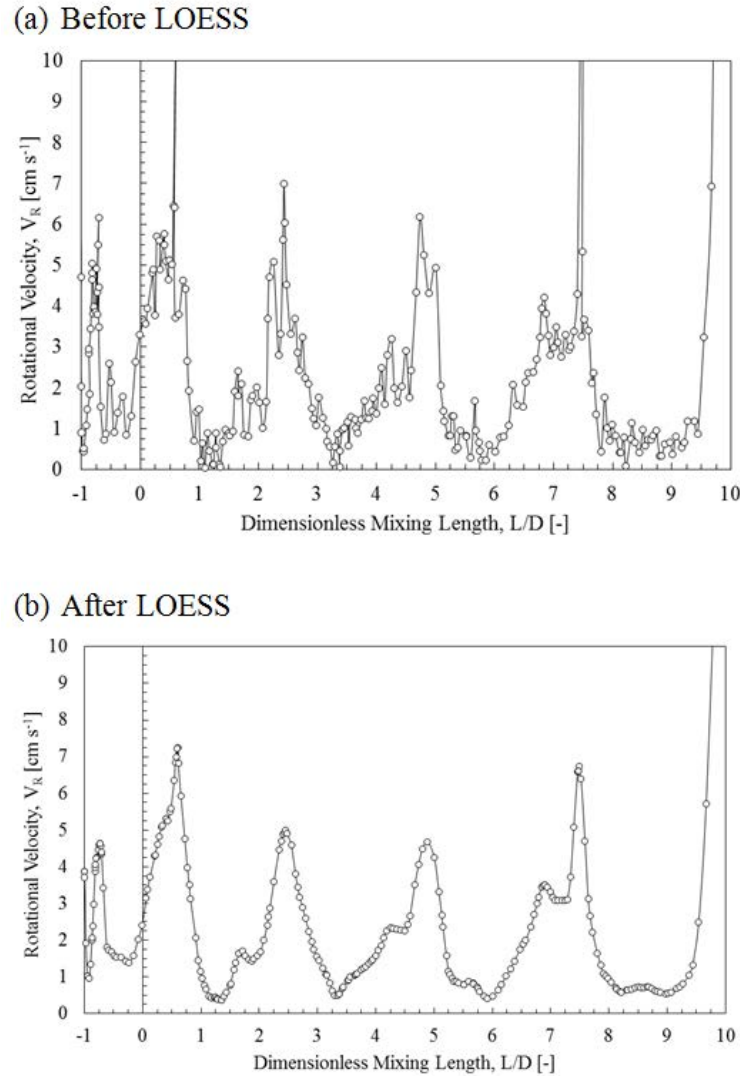 (a) Before LOESS
10
9
8
7
6
5
4
3
2
1
0
Rotational Velocity, V_R [cm s⁻¹]
-1 0 1 2 3 4 5 6 7 8 9 10
Dimensionless Mixing Length, L/D [-]
(b) After LOESS
10
9
8
7
6
5
4
3
2
1
0
Rotational Velocity, V_R [cm s⁻¹]
-1 0 1 2 3 4 5 6 7 8 9 10
Dimensionless Mixing Length, L/D [-]